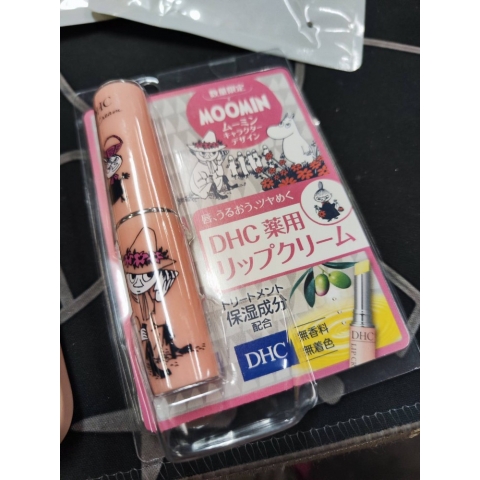 数量限定
MOOMIN
ムーミン
キャラクター
デザイン
唇、うるおう、ツヤめく
DHC 薬用
リップクリーム
トリートメント
保湿成分
配合
DHC
無香料
無着色
DHC
DHC